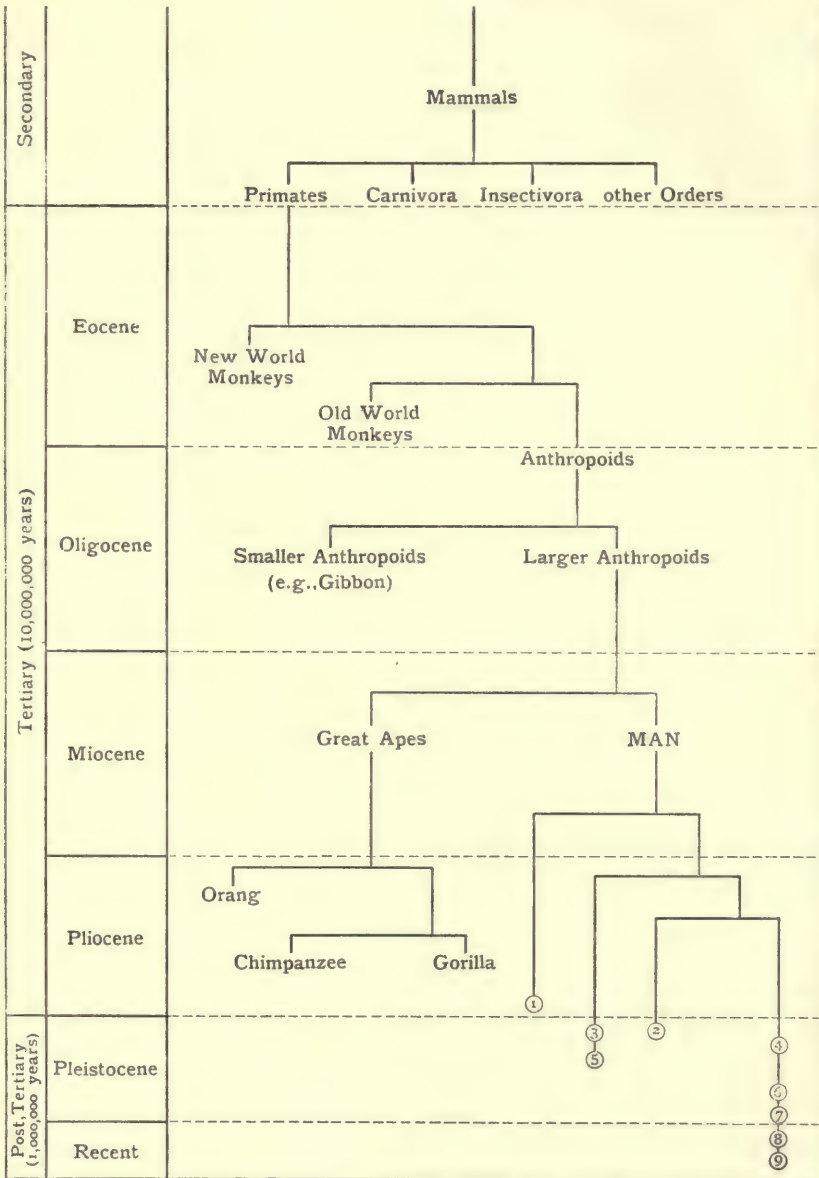 Secondary
Mammals
Primates Carnivora Insectivora other Orders
Tertiary (10,000,000 years)
Eocene
New World
Monkeys
Old World
Monkeys
Anthropoids
Oligocene
Smaller Anthropoids
(e.g., Gibbon)
Larger Anthropoids
Miocene
Great Apes
MAN
Pliocene
Orang
Chimpanzee
Gorilla
1
Post, Tertiary
(1,000,000 years)
Pleistocene
3
2
4
5
6
7
Recent
8
9